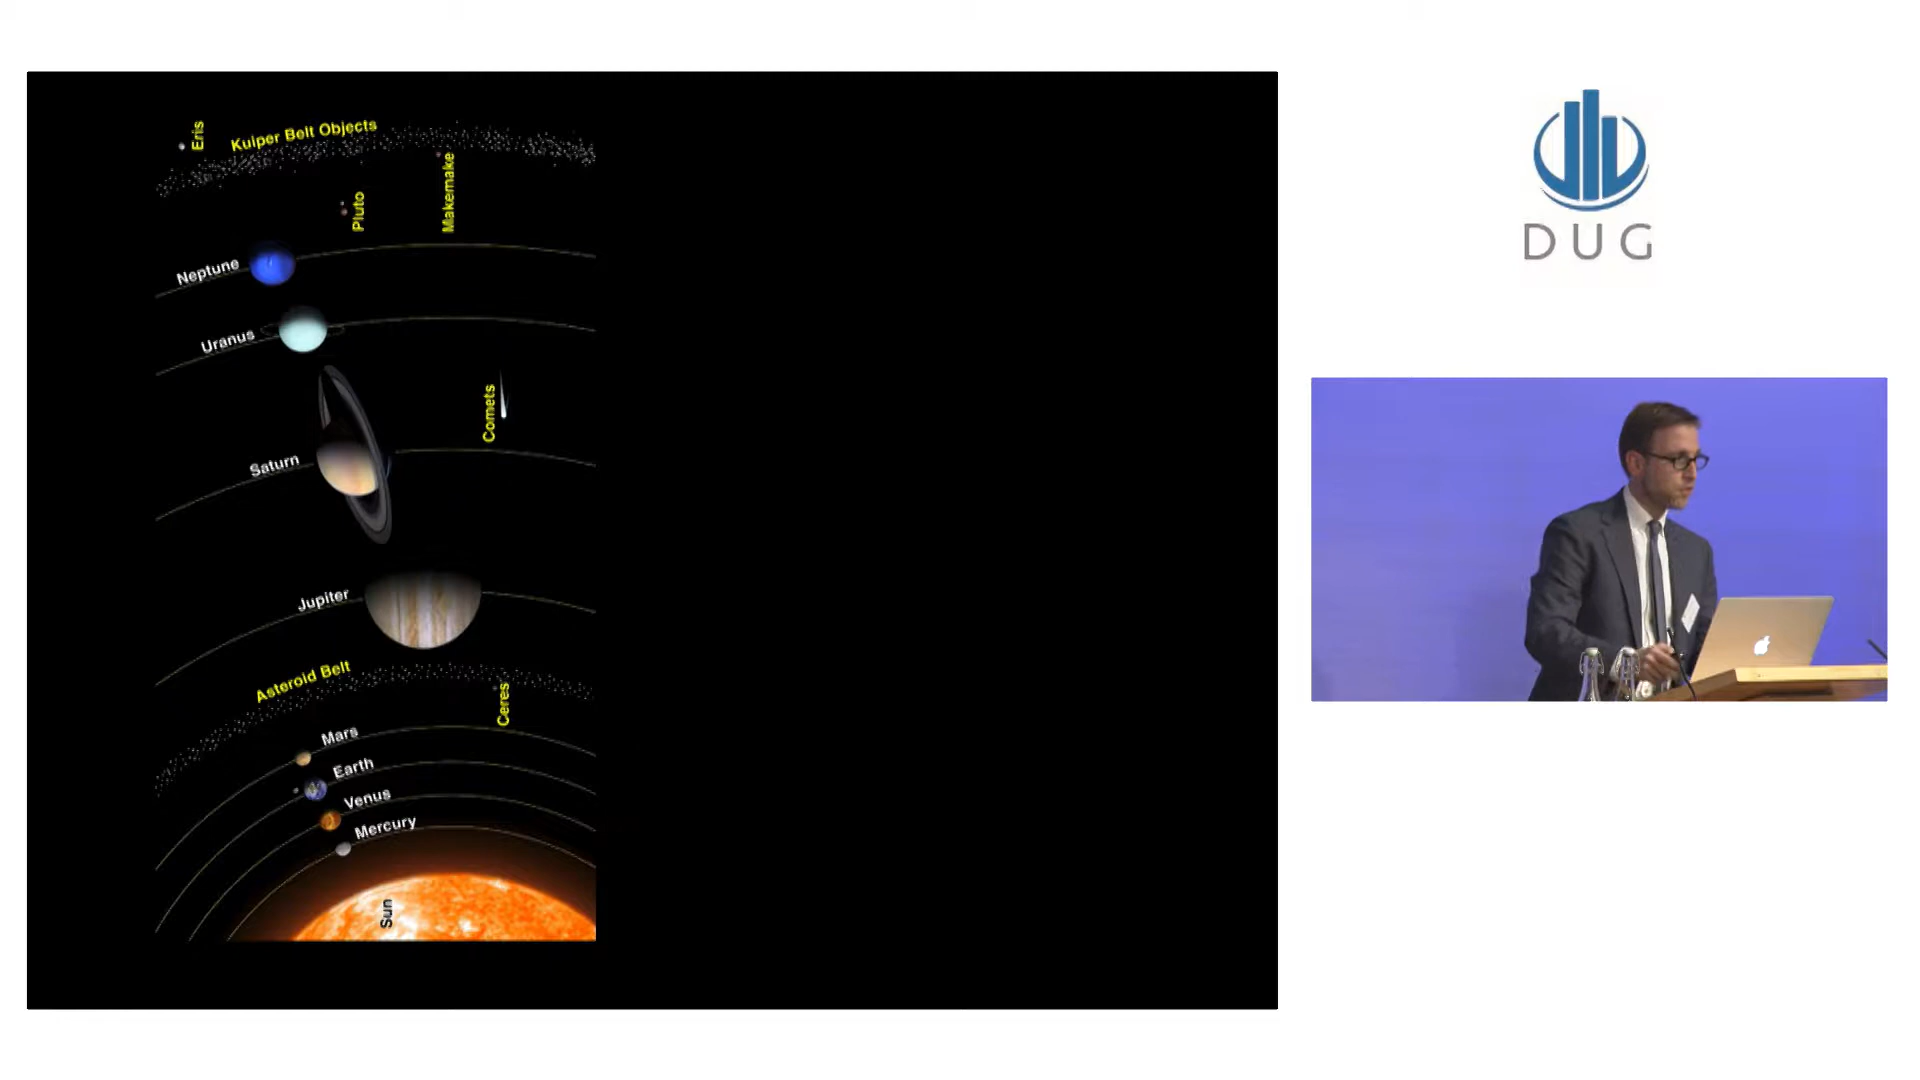 Eris
Kuiper Belt Objects
Pluto
Makemake
Neptune
Uranus
Comets
Saturn
Jupiter
Asteroid Belt
Ceres
Mars
Earth
Venus
Mercury
Sun
DUG